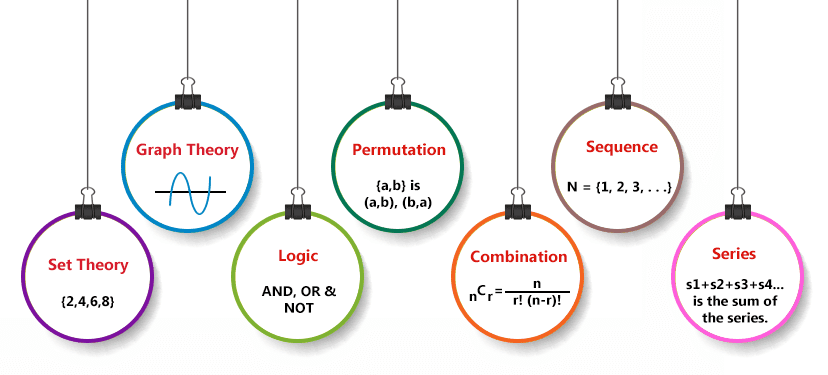 Graph Theory
Permutation
{a,b} is
(a,b), (b,a)
Sequence
N = {1, 2, 3, . . .}
Set Theory
{2,4,6,8}
Logic
AND, OR &
NOT
Combination
nCr = n
r! (n-r)!
Series
s1+s2+s3+s4...
is the sum of
the series.